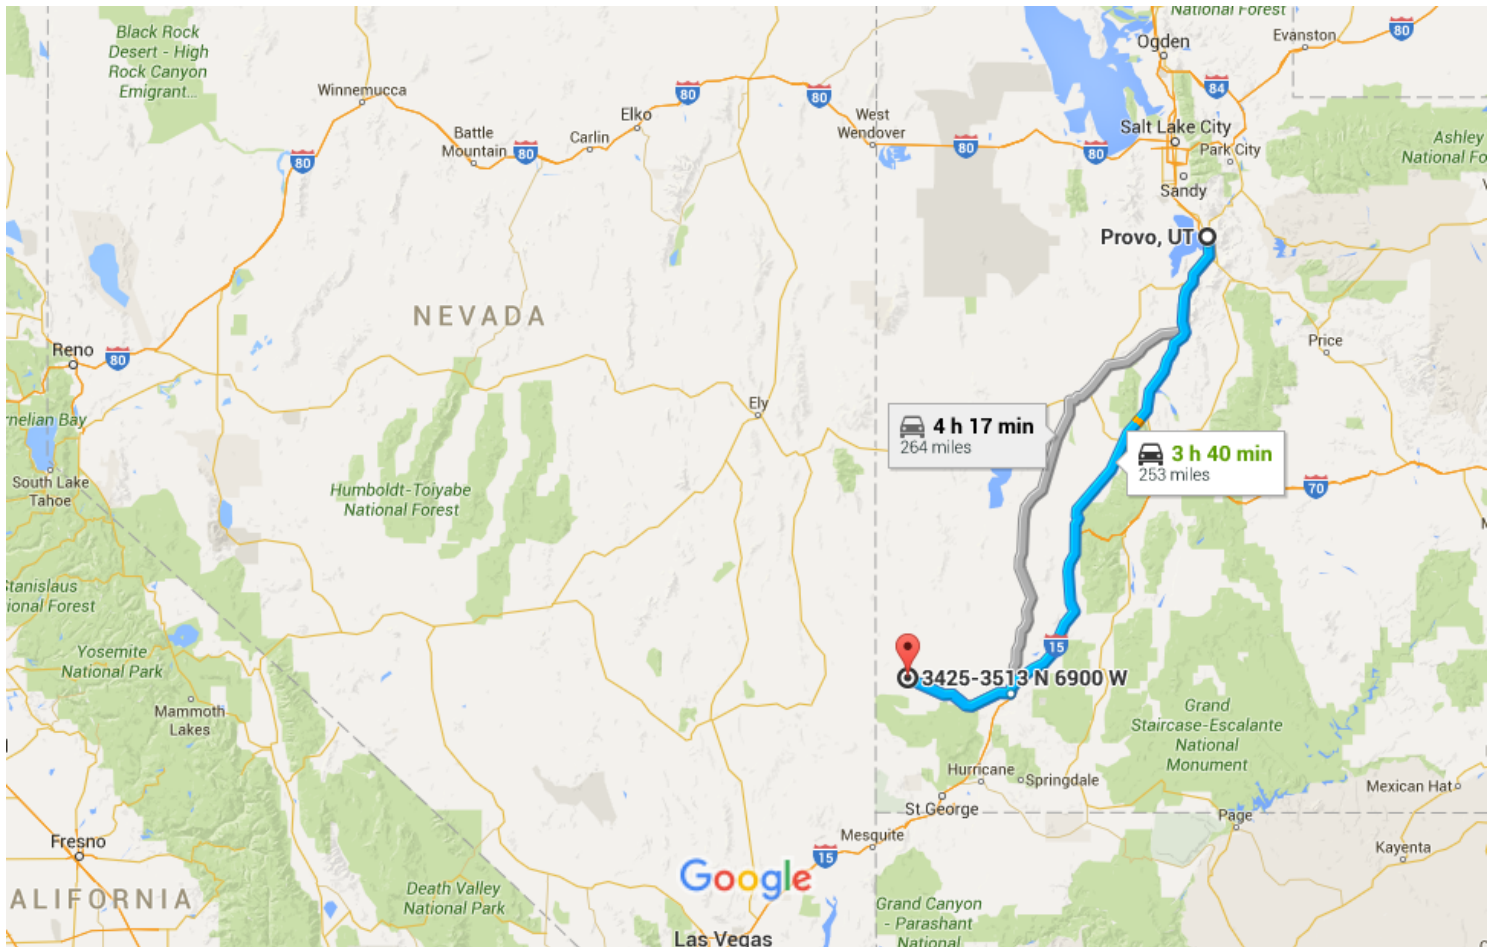 National Forest
Black Rock
Desert - High
Rock Canyon
Emigrant...
Ogden
Evanston
80
Winnemucca
80
80
84
Elko
West
Wendover
Salt Lake City
Battle
Mountain
Carlin
80
80
80
80
Park City
Ashley
National Fo
Sandy
Provo, UT
NEVADA
Reno
80
Price
Ely
rnelian Bay
4 h 17 min
264 miles
3 h 40 min
253 miles
South Lake
Tahoe
Humboldt-Toiyabe
National Forest
70
Stanislaus
ional Forest
15
Yosemite
National Park
3425-3513 N 6900 W
Mammoth
Lakes
Grand
Staircase-Escalante
National
Monument
Hurricane
Springdale
Mexican Hat
St George
Page
Fresno
Mesquite
15
Kayenta
Google
ALIFORNIA
Death Valley
National Park
Grand Canyon
- Parashant
National
Las Vegas